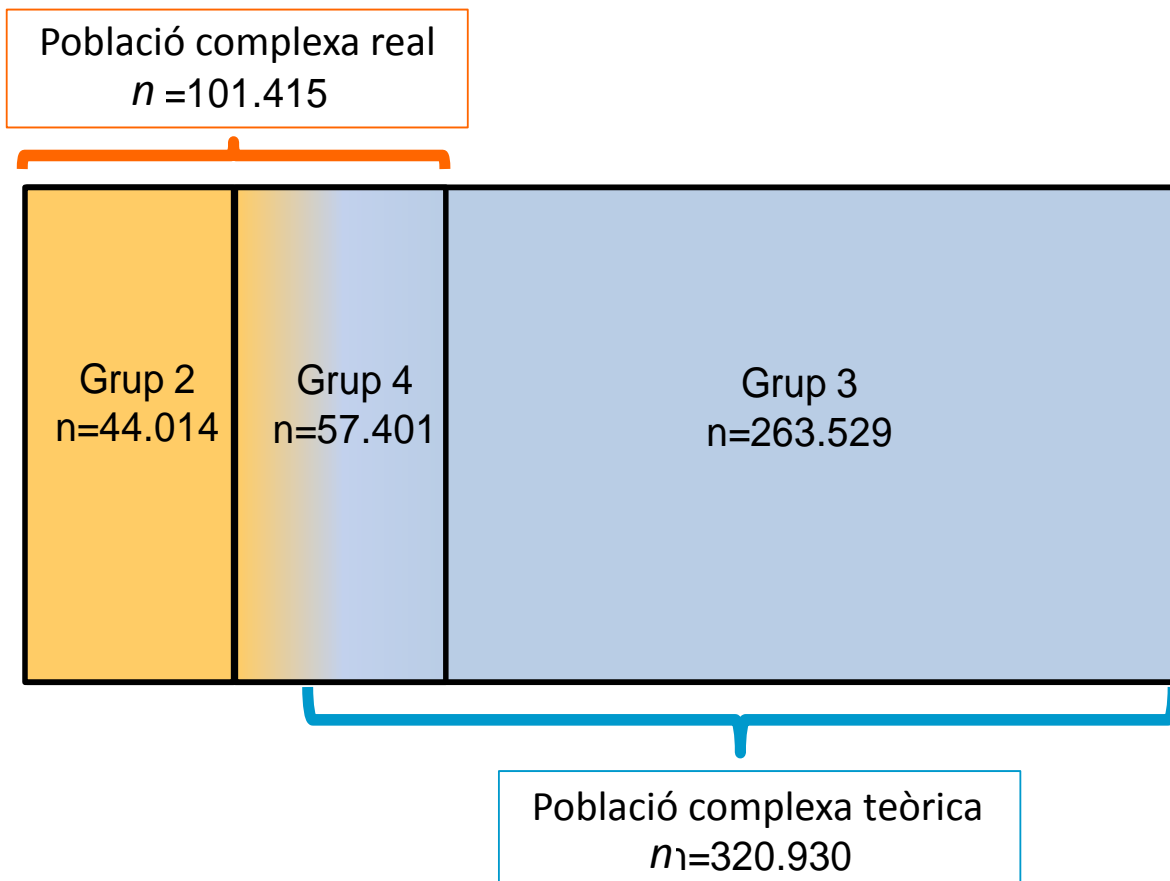 Població complexa real
n =101.415
Grup 2
n=44.014
Grup 4
n=57.401
Grup 3
n=263.529
Població complexa teòrica
n=320.930